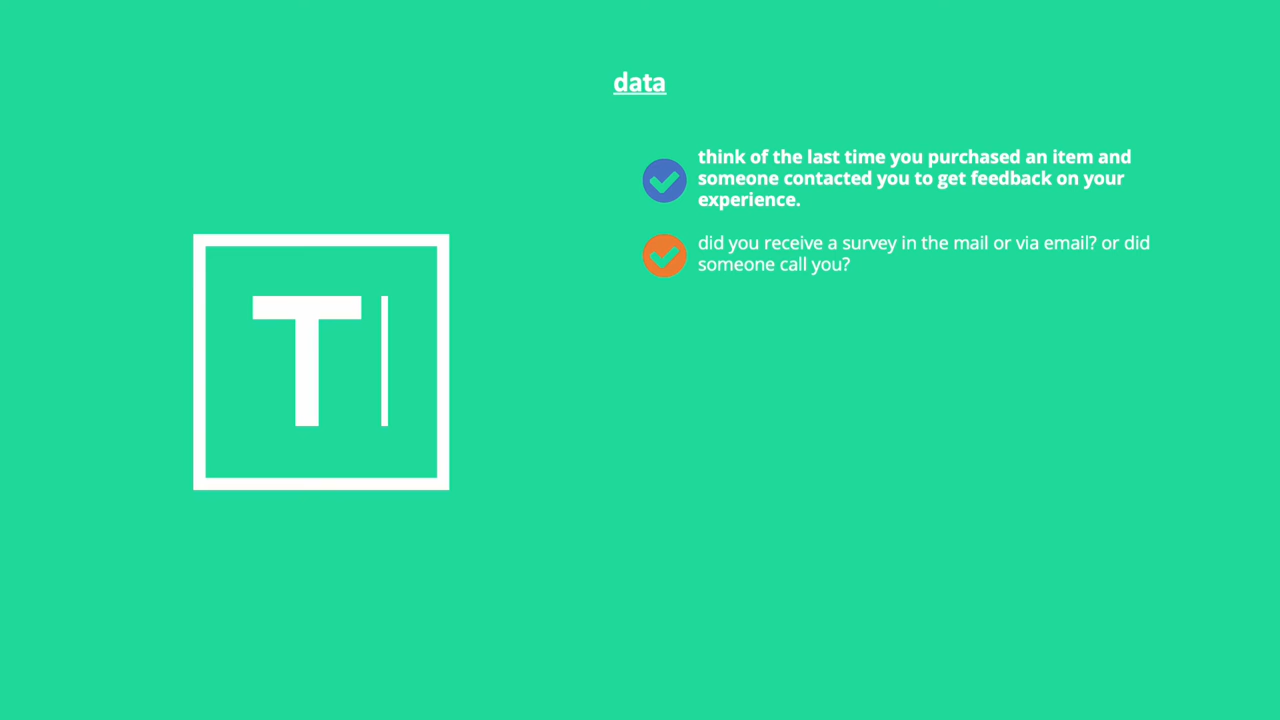 data
think of the last time you purchased an item and
someone contacted you to get feedback on your
experience.
did you receive a survey in the mail or via email? or did
someone call you?
T|